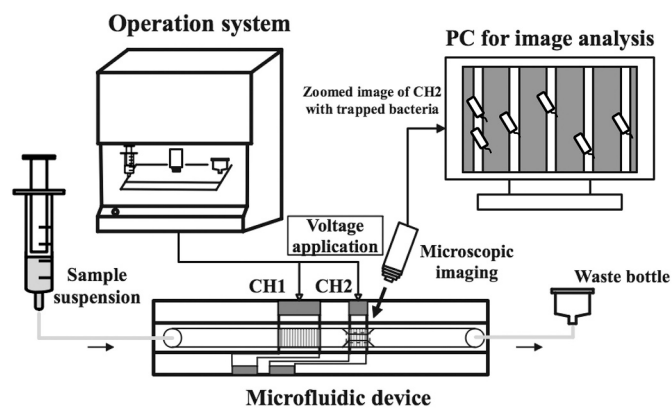 Operation system
PC for image analysis
Zoomed image of CH2
with trapped bacteria
Voltage
application
Microscopic
imaging
Sample
suspension
CH1
CH2
Waste bottle
Microfluidic device